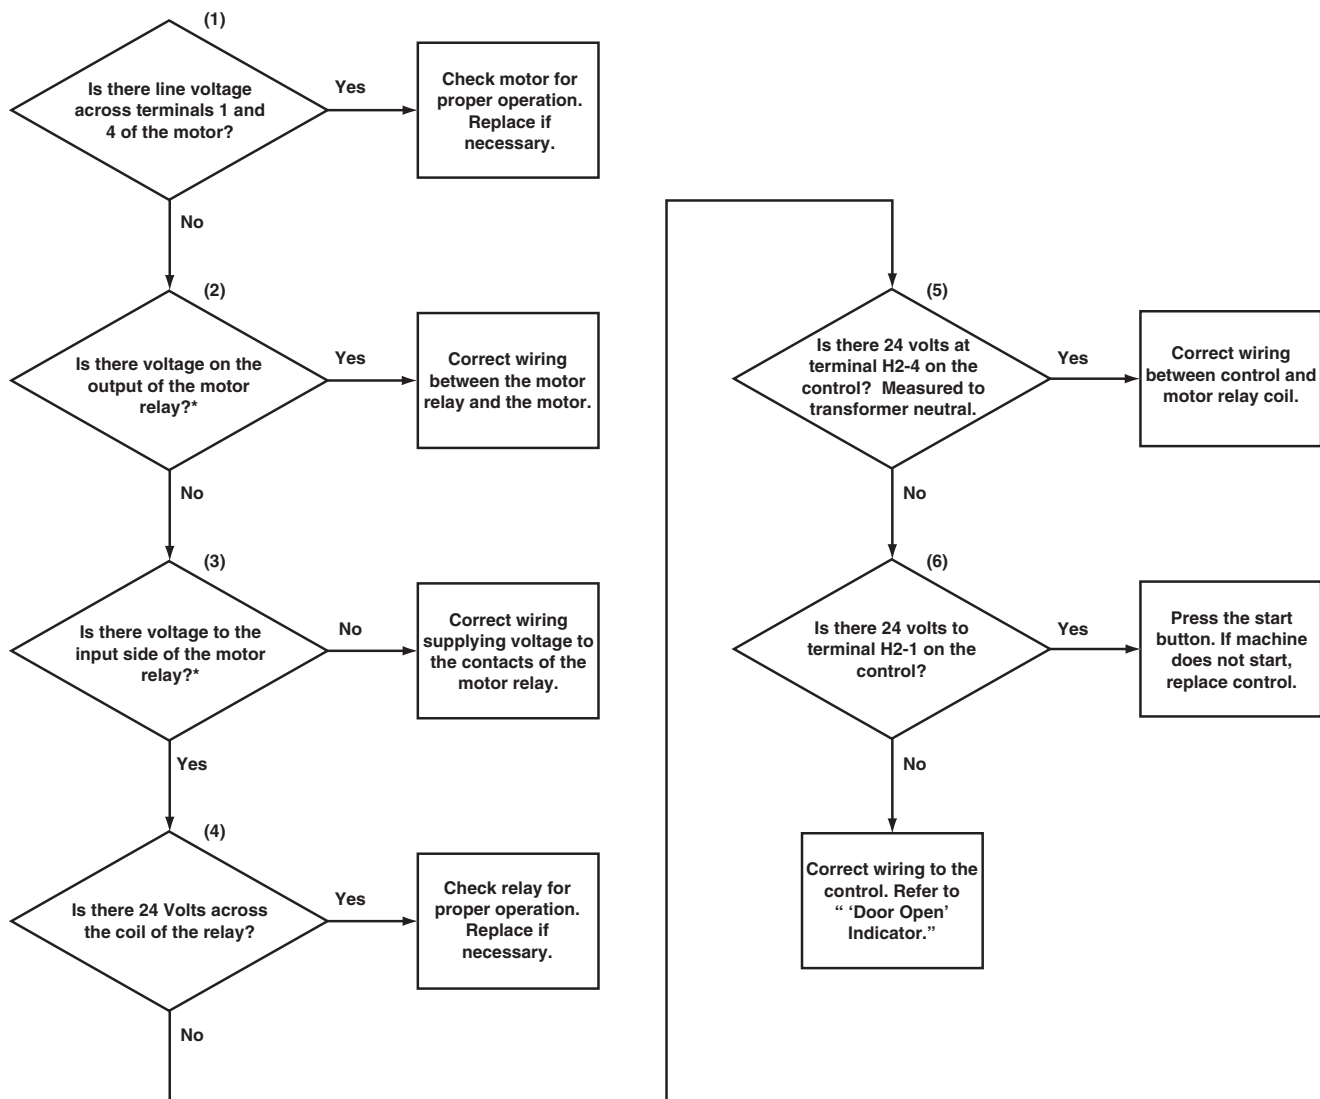 (1)
Is there line voltage
across terminals 1 and
4 of the motor?
Yes
Check motor for
proper operation.
Replace if
necessary.
No
(2)
Is there voltage on the
output of the motor
relay?*
Yes
Correct wiring
between the motor
relay and the motor.
No
(3)
Is there voltage to the
input side of the motor
relay?*
No
Correct wiring
supplying voltage to
the contacts of the
motor relay.
Yes
(4)
Is there 24 Volts across
the coil of the relay?
Yes
Check relay for
proper operation.
Replace if
necessary.
No
(5)
Is there 24 volts at
terminal H2-4 on the
control? Measured to
transformer neutral.
Yes
Correct wiring
between control and
motor relay coil.
No
(6)
Is there 24 volts to
terminal H2-1 on the
control?
Yes
Press the start
button. If machine
does not start,
replace control.
No
Correct wiring to the
control. Refer to
“ ‘Door Open’
Indicator.”